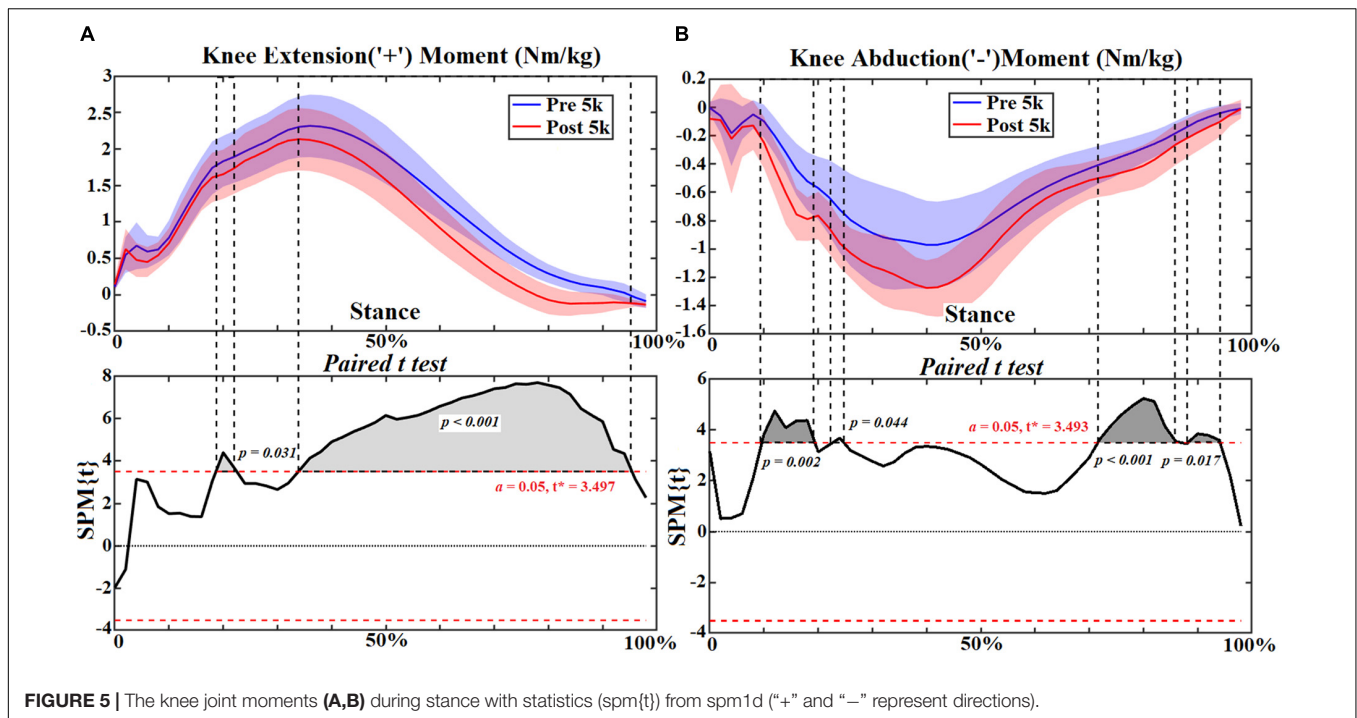 A
Knee Extension('+') Moment (Nm/kg)
3
2.5
2
1.5
1
0.5
0
-0.5
Pre 5k
Post 5k
Stance
0
50%
100%
Paired t test
8
6
4
2
0
-2
-4
SPM{t}
p = 0.031
p < 0.001
a = 0.05, t* = 3.497
0
50%
100%
B
Knee Abduction('-')Moment (Nm/kg)
0.2
0
-0.2
-0.4
-0.6
-0.8
-1
-1.2
-1.4
-1.6
Pre 5k
Post 5k
Stance
0
50%
100%
Paired t test
6
4
2
0
-2
-4
SPM{t}
p = 0.044
a = 0.05, t* = 3.493
p = 0.002
p < 0.001
p = 0.017
0
50%
100%
FIGURE 5 | The knee joint moments (A,B) during stance with statistics (spm{t}) from spm1d (“+” and “−” represent directions).